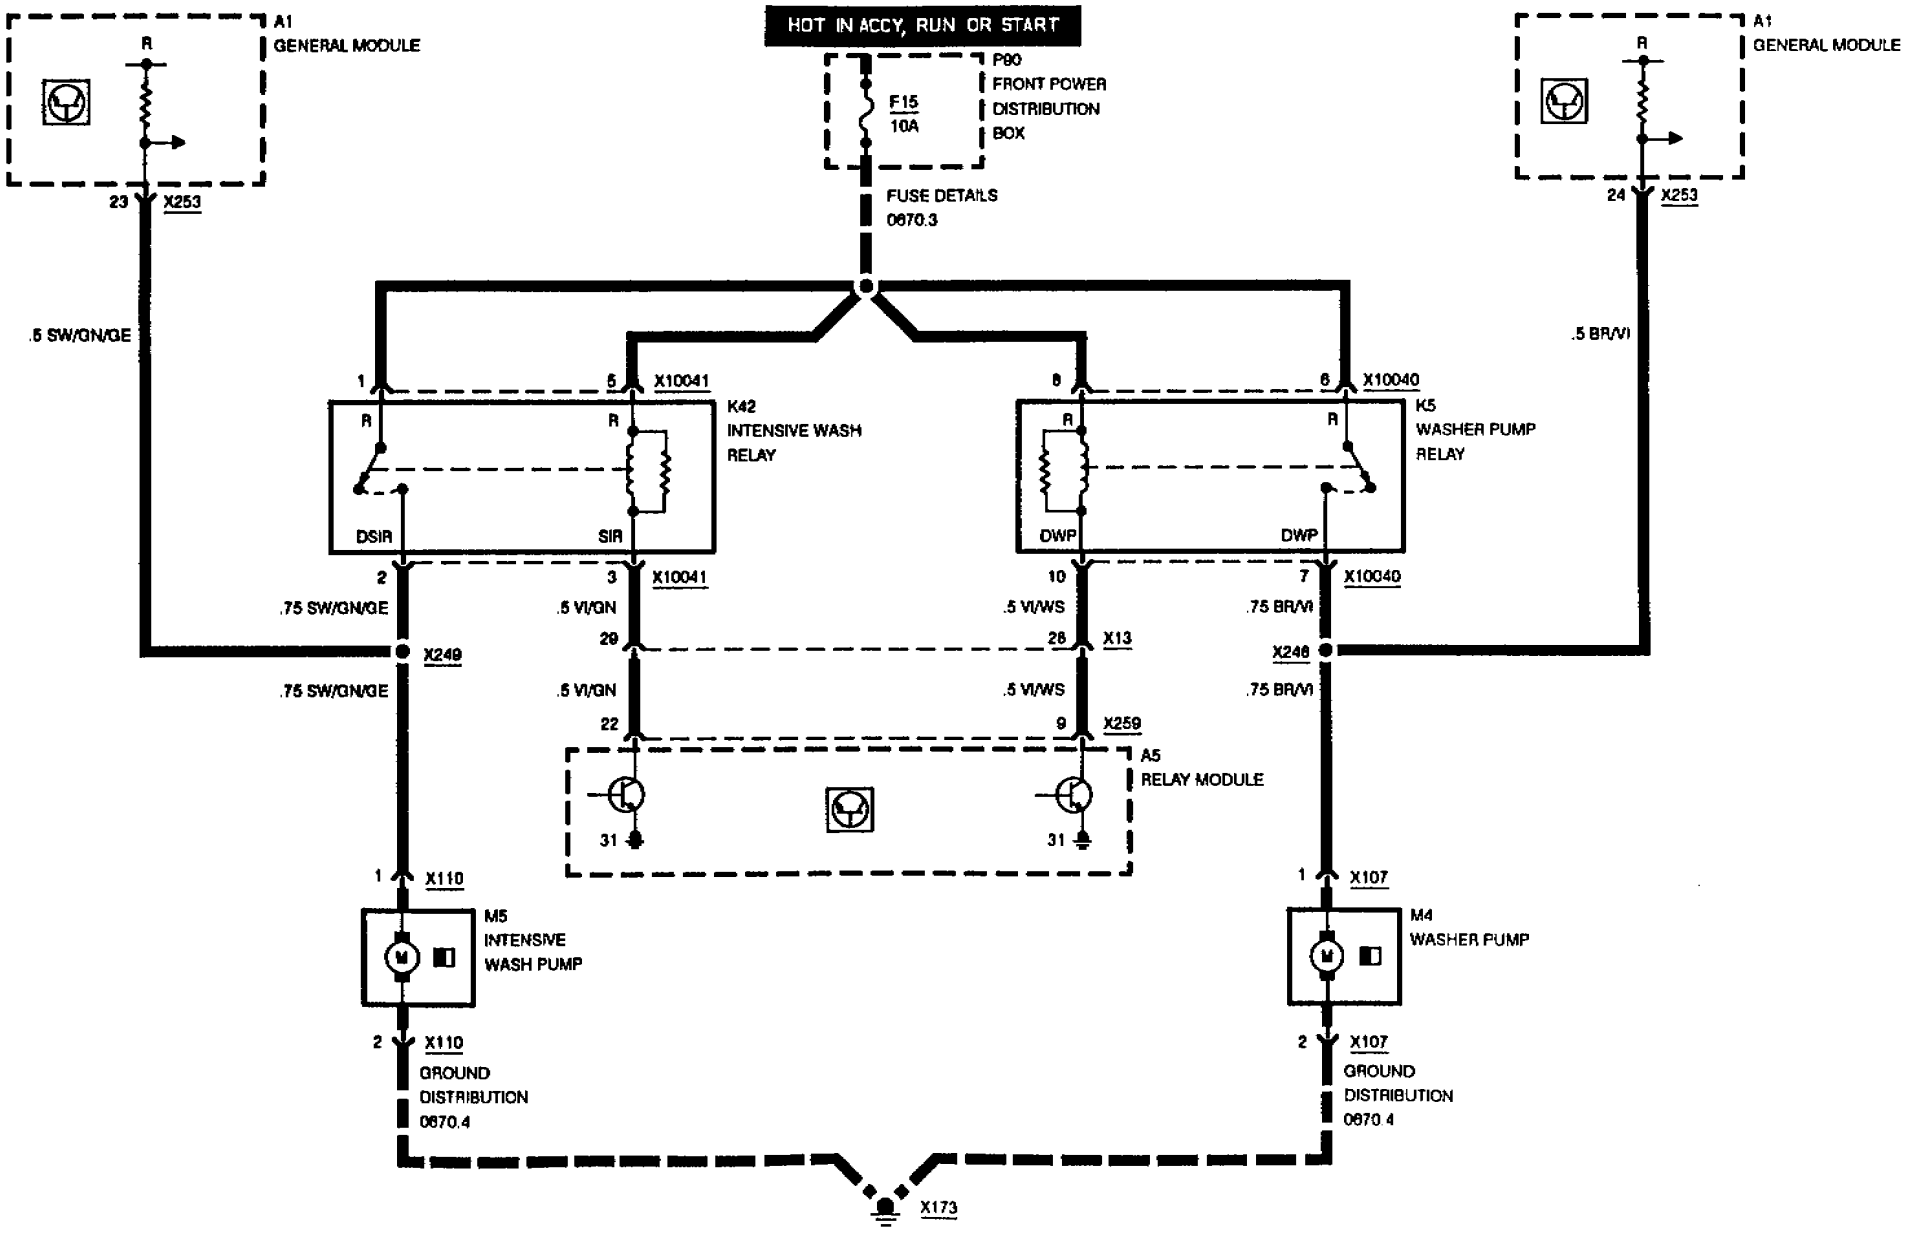 HOT IN ACCY, RUN OR START
A1
GENERAL MODULE
R
23
X253
P90
FRONT POWER
DISTRIBUTION
BOX
F15
10A
FUSE DETAILS
0670.3
A1
GENERAL MODULE
R
24
X253
.5 SW/GN/GE
.5 BR/VI
1
5
X10041
8
6
X10040
K42
INTENSIVE WASH
RELAY
R
R
DSIR
SIR
K5
WASHER PUMP
RELAY
R
R
DWP
DWP
2
3
X10041
10
7
X10040
.75 SW/GN/GE
.5 VI/GN
.5 VI/WS
.75 BR/VI
29
28
X13
X249
X246
.75 SW/GN/GE
.5 VI/GN
.5 VI/WS
.75 BR/VI
22
9
X259
A5
RELAY MODULE
31
31
1
X110
1
X107
M5
INTENSIVE
WASH PUMP
M
M4
WASHER PUMP
M
2
X110
2
X107
GROUND
DISTRIBUTION
0670.4
GROUND
DISTRIBUTION
0670.4
X173